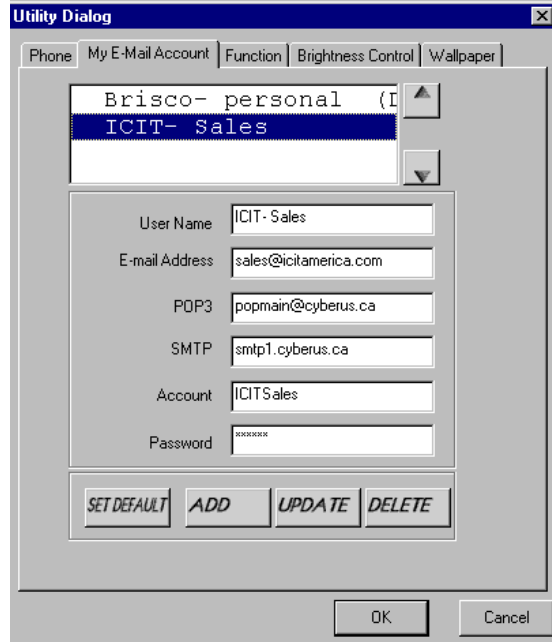 Utility Dialog
Phone My E-Mail Account Function Brightness Control Wallpaper
Brisco- personal (D
ICIT- Sales
User Name ICIT- Sales
E-mail Address sales@icitamerica.com
POP3 popmain@cyberus.ca
SMTP smtp1.cyberus.ca
Account ICITSales
Password ******
SET DEFAULT ADD UPDATE DELETE
OK Cancel